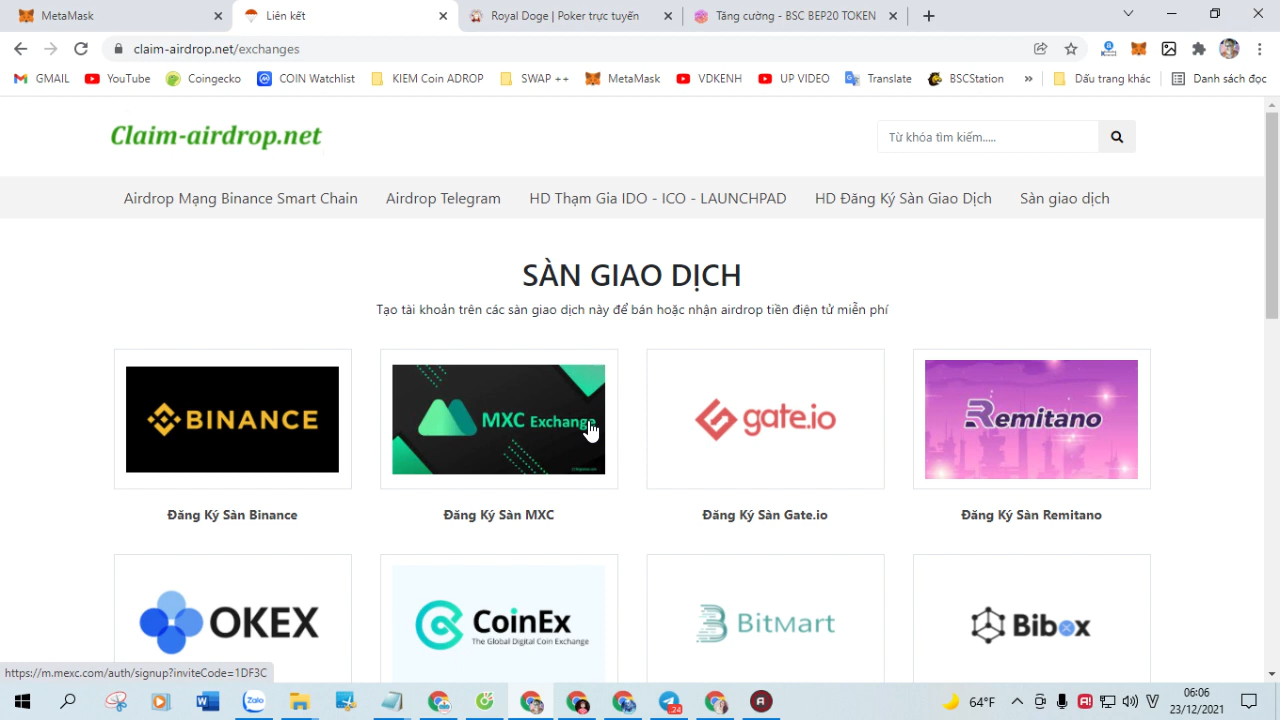 MetaMask
Liên kết
Royal Doge | Poker trực tuyến
Tăng cường - BSC BEP20 TOKEN
claim-airdrop.net/exchanges
GMAIL
YouTube
Coingecko
COIN Watchlist
KIEM Coin ADROP
SWAP ++
MetaMask
VDKENH
UP VIDEO
Translate
BSCStation
»
Dấu trang khác
Danh sách đọc
Claim-airdrop.net
Từ khóa tìm kiếm.....
Airdrop Mạng Binance Smart Chain
Airdrop Telegram
HD Thạm Gia IDO - ICO - LAUNCHPAD
HD Đăng Ký Sàn Giao Dịch
Sàn giao dịch
SÀN GIAO DỊCH
Tạo tài khoản trên các sàn giao dịch này để bán hoặc nhận airdrop tiền điện tử miễn phí
BINANCE
MXC Exchange
gate.io
Remitano
Đăng Ký Sàn Binance
Đăng Ký Sàn MXC
Đăng Ký Sàn Gate.io
Đăng Ký Sàn Remitano
OKEX
CoinEx
The Global Digital Coin Exchange
BitMart
Bibox
https://m.mexc.com/auth/signup?inviteCode=1DF3C
Zalo
24
64°F
06:06
23/12/2021